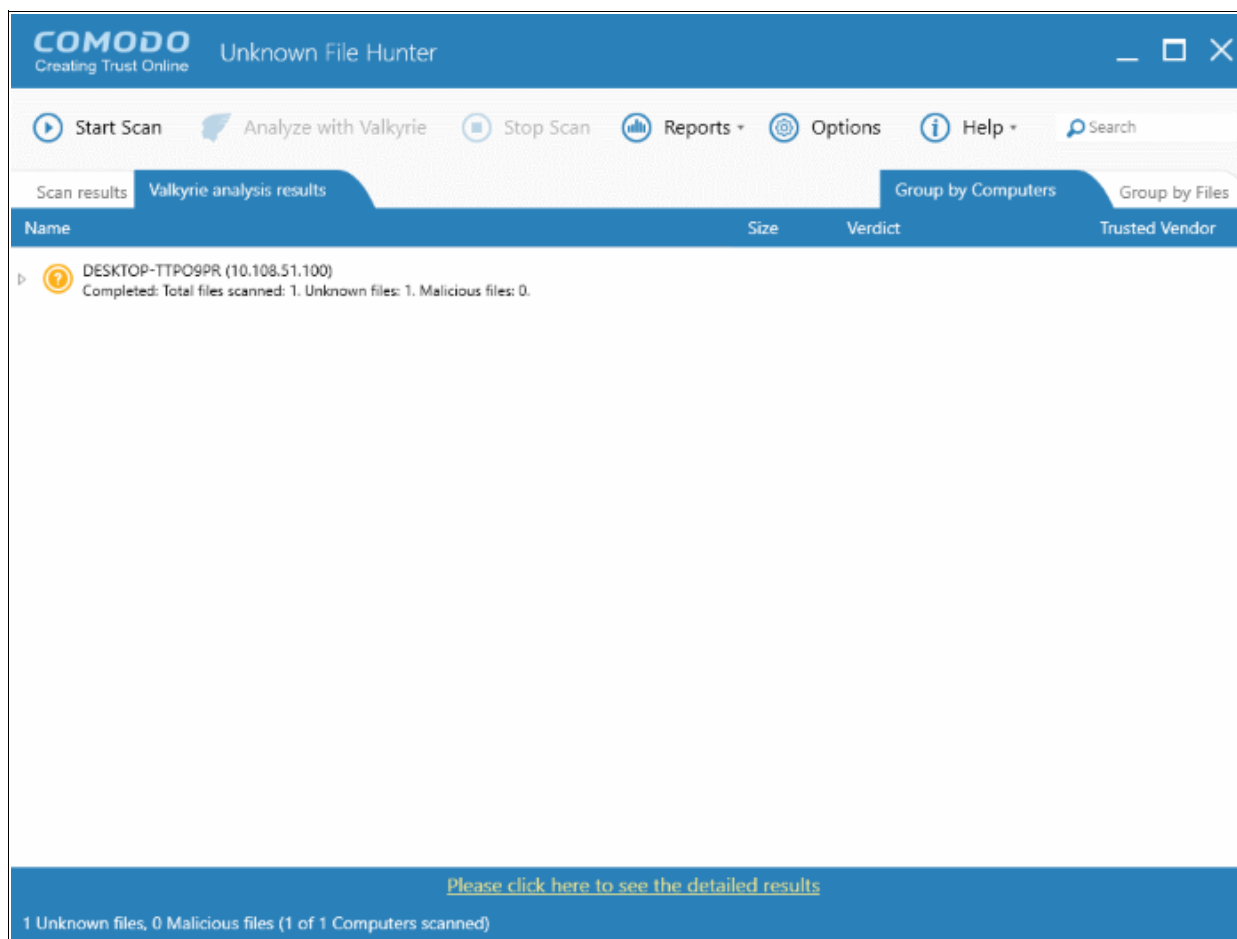 COMODO
Creating Trust Online
Unknown File Hunter
Start Scan
Analyze with Valkyrie
Stop Scan
Reports
Options
Help
Search
Scan results
Valkyrie analysis results
Group by Computers
Group by Files
Name
Size
Verdict
Trusted Vendor
DESKTOP-TTPO9PR (10.108.51.100)
Completed: Total files scanned: 1. Unknown files: 1. Malicious files: 0.
Please click here to see the detailed results
1 Unknown files, 0 Malicious files (1 of 1 Computers scanned)